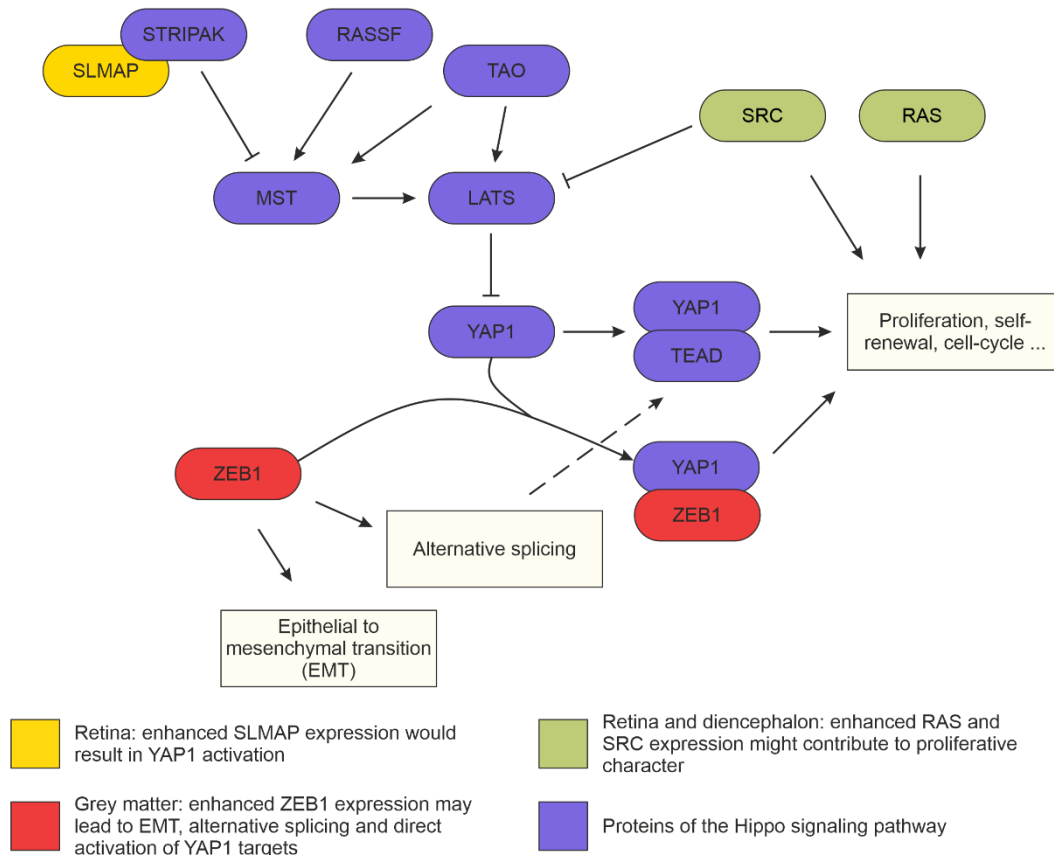 STRIPAK
RASSF
SLMAP
TAO
SRC
RAS
MST
LATS
YAP1
YAP1
TEAD
Proliferation, self-
renewal, cell-cycle ...
ZEB1
YAP1
ZEB1
Alternative splicing
Epithelial to
mesenchymal transition
(EMT)
Retina: enhanced SLMAP expression would
result in YAP1 activation
Retina and diencephalon: enhanced RAS and
SRC expression might contribute to proliferative
character
Grey matter: enhanced ZEB1 expression may
lead to EMT, alternative splicing and direct
activation of YAP1 targets
Proteins of the Hippo signaling pathway